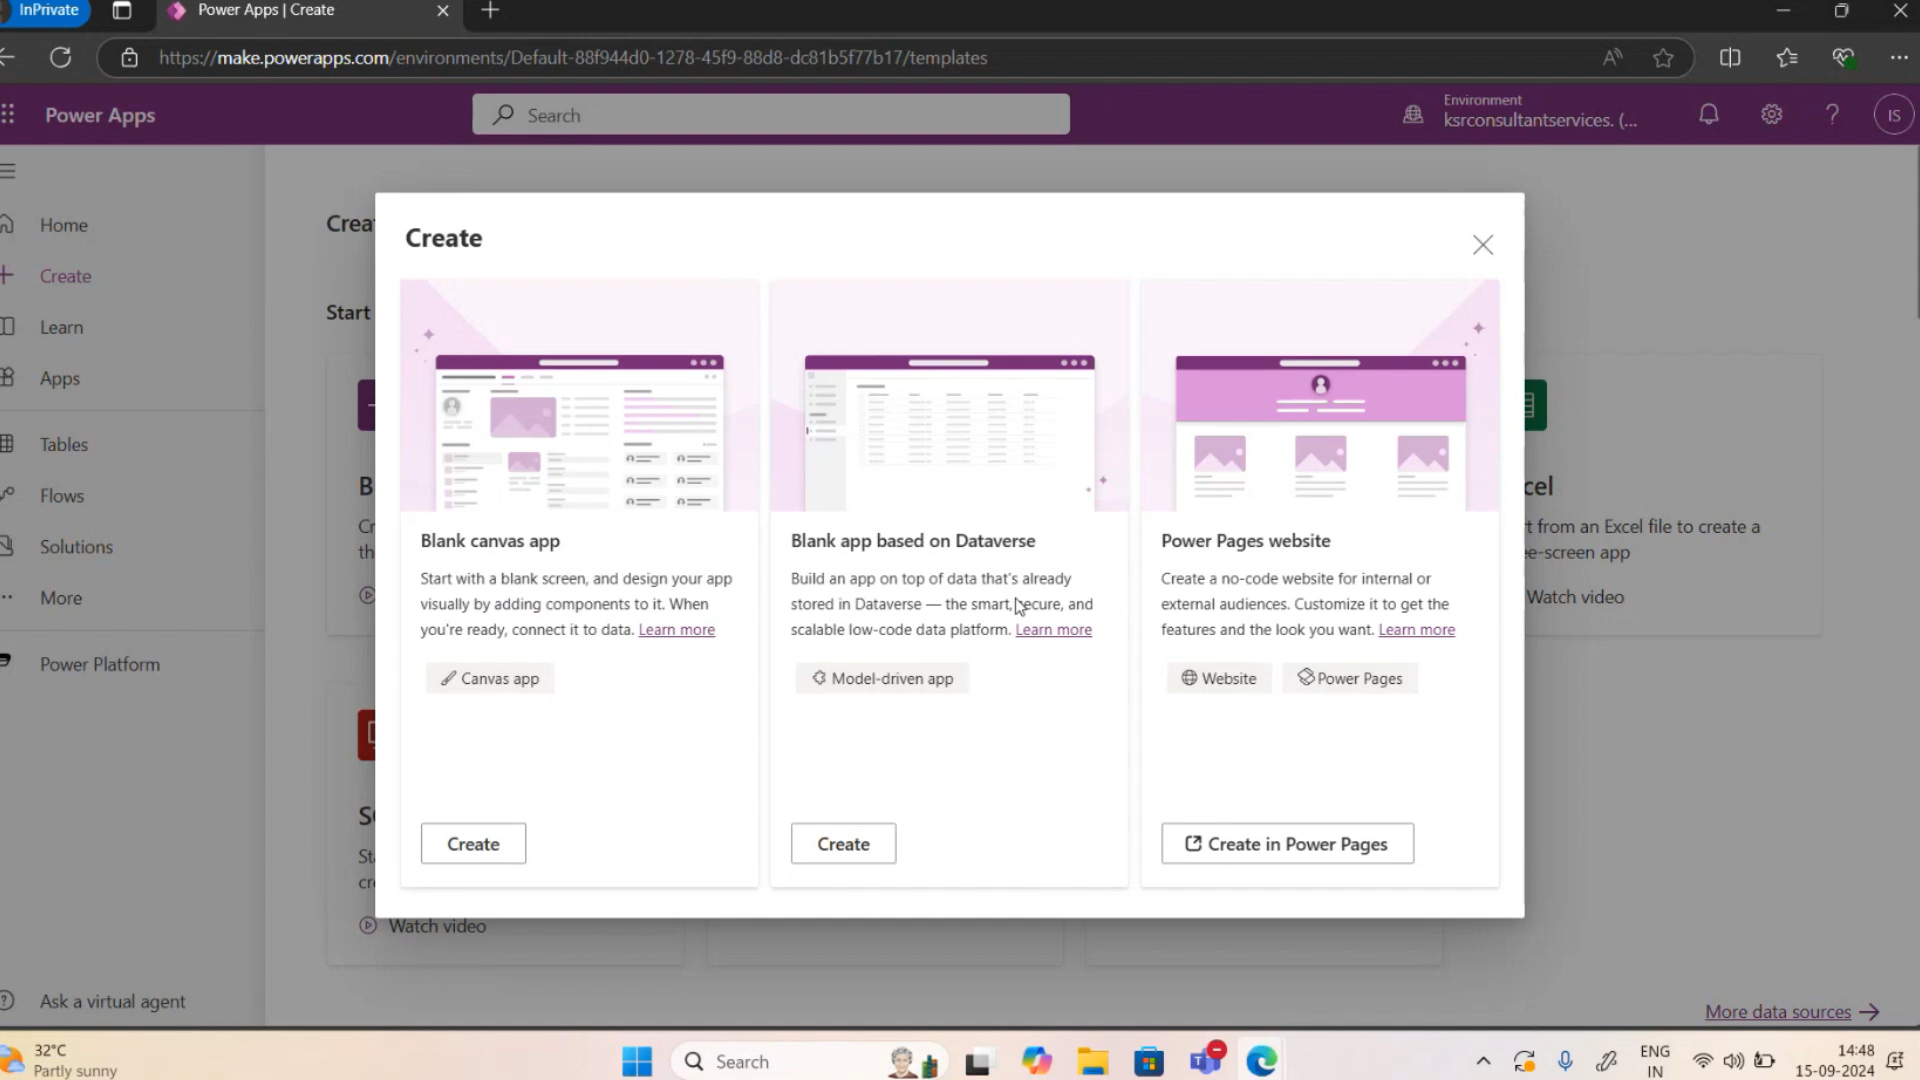 InPrivate
Power Apps | Create
https://make.powerapps.com/environments/Default-88f944d0-1278-45f9-88d8-dc81b5f77b17/templates
Power Apps
Search
Environment
ksrconsultantservices. (...
IS
Home
Create
Learn
Apps
Tables
Flows
Solutions
More
Power Platform
Ask a virtual agent
Crea
Start
B
Cr
th
S
Sta
cr
Watch video
cel
t from an Excel file to create a
e-screen app
Watch video
More data sources
Create
Blank canvas app
Start with a blank screen, and design your app
visually by adding components to it. When
you're ready, connect it to data. Learn more
Canvas app
Create
Blank app based on Dataverse
Build an app on top of data that's already
stored in Dataverse — the smart, secure, and
scalable low-code data platform. Learn more
Model-driven app
Create
Power Pages website
Create a no-code website for internal or
external audiences. Customize it to get the
features and the look you want. Learn more
Website
Power Pages
Create in Power Pages
32°C
Partly sunny
Search
ENG
IN
14:48
15-09-2024